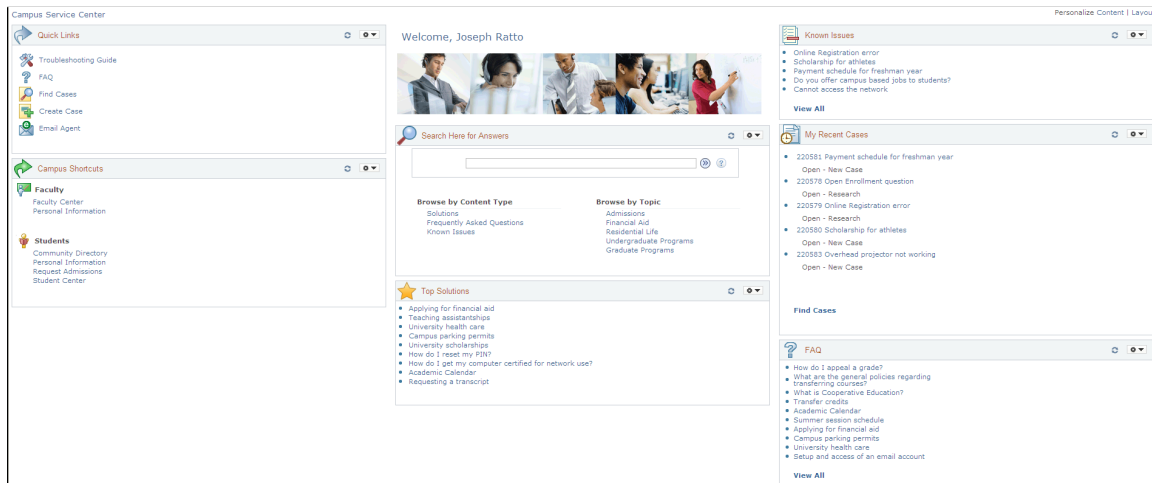 Campus Service Center
Personalize Content | Layou
Quick Links
Troubleshooting Guide
FAQ
Find Cases
Create Case
Email Agent
Campus Shortcuts
Faculty
Faculty Center
Personal Information
Students
Community Directory
Personal Information
Request Admissions
Student Center
Welcome, Joseph Ratto
Search Here for Answers
Browse by Content Type
Solutions
Frequently Asked Questions
Known Issues
Browse by Topic
Admissions
Financial Aid
Residential Life
Undergraduate Programs
Graduate Programs
Top Solutions
Applying for financial aid
Teaching assistantships
University health care
Campus parking permits
University scholarships
How do I reset my PIN?
How do I get my computer certified for network use?
Academic Calendar
Requesting a transcript
Known Issues
Online Registration error
Scholarship for athletes
Payment schedule for freshman year
Do you offer campus based jobs to students?
Cannot access the network
View All
My Recent Cases
220581 Payment schedule for freshman year
Open - New Case
220578 Open Enrollment question
Open - Research
220579 Online Registration error
Open - Research
220580 Scholarship for athletes
Open - New Case
220583 Overhead projector not working
Open - New Case
Find Cases
FAQ
How do I appeal a grade?
What are the general policies regarding
transferring courses?
What is Cooperative Education?
Transfer credits
Academic Calendar
Summer session schedule
Applying for financial aid
Campus parking permits
University health care
Setup and access of an email account
View All